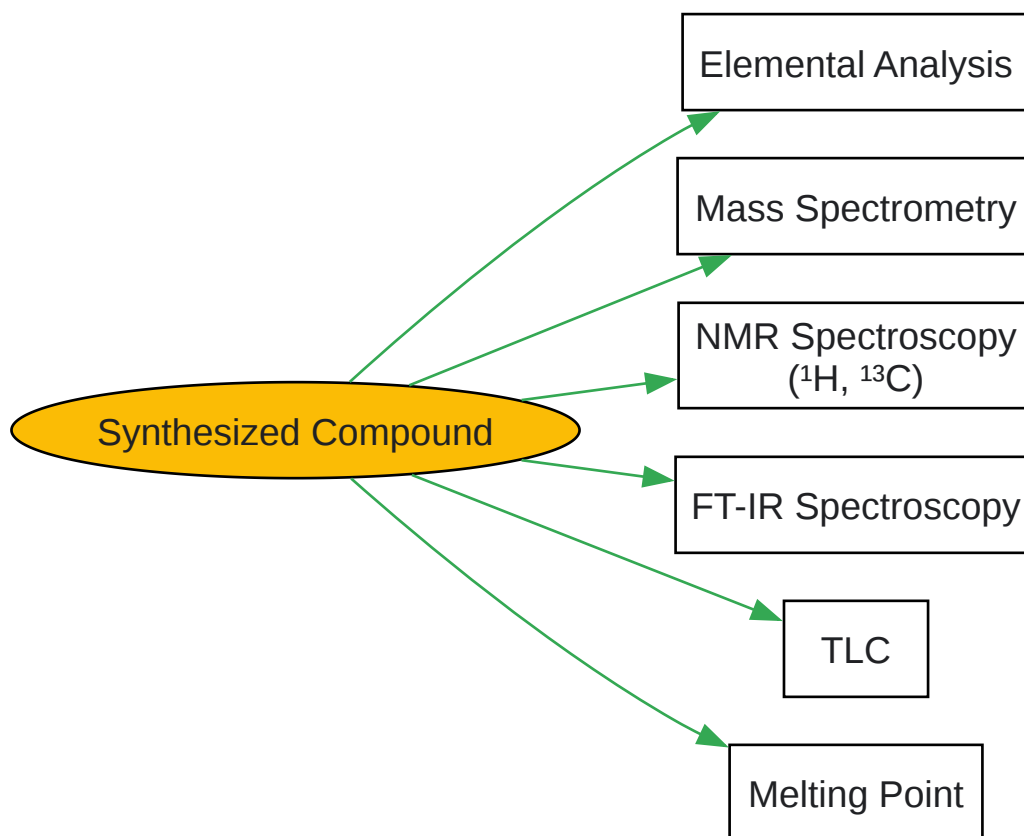 Elemental Analysis
Mass Spectrometry
NMR Spectroscopy
(¹H, ¹³C)
Synthesized Compound
FT-IR Spectroscopy
TLC
Melting Point